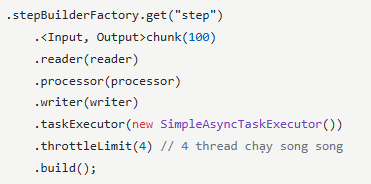 .stepBuilderFactory.get("step")
.<Input, Output>chunk(100)
.reader(reader)
.processor(processor)
.writer(writer)
.taskExecutor(new SimpleAsyncTaskExecutor())
.throttleLimit(4) // 4 thread chạy song song
.build();